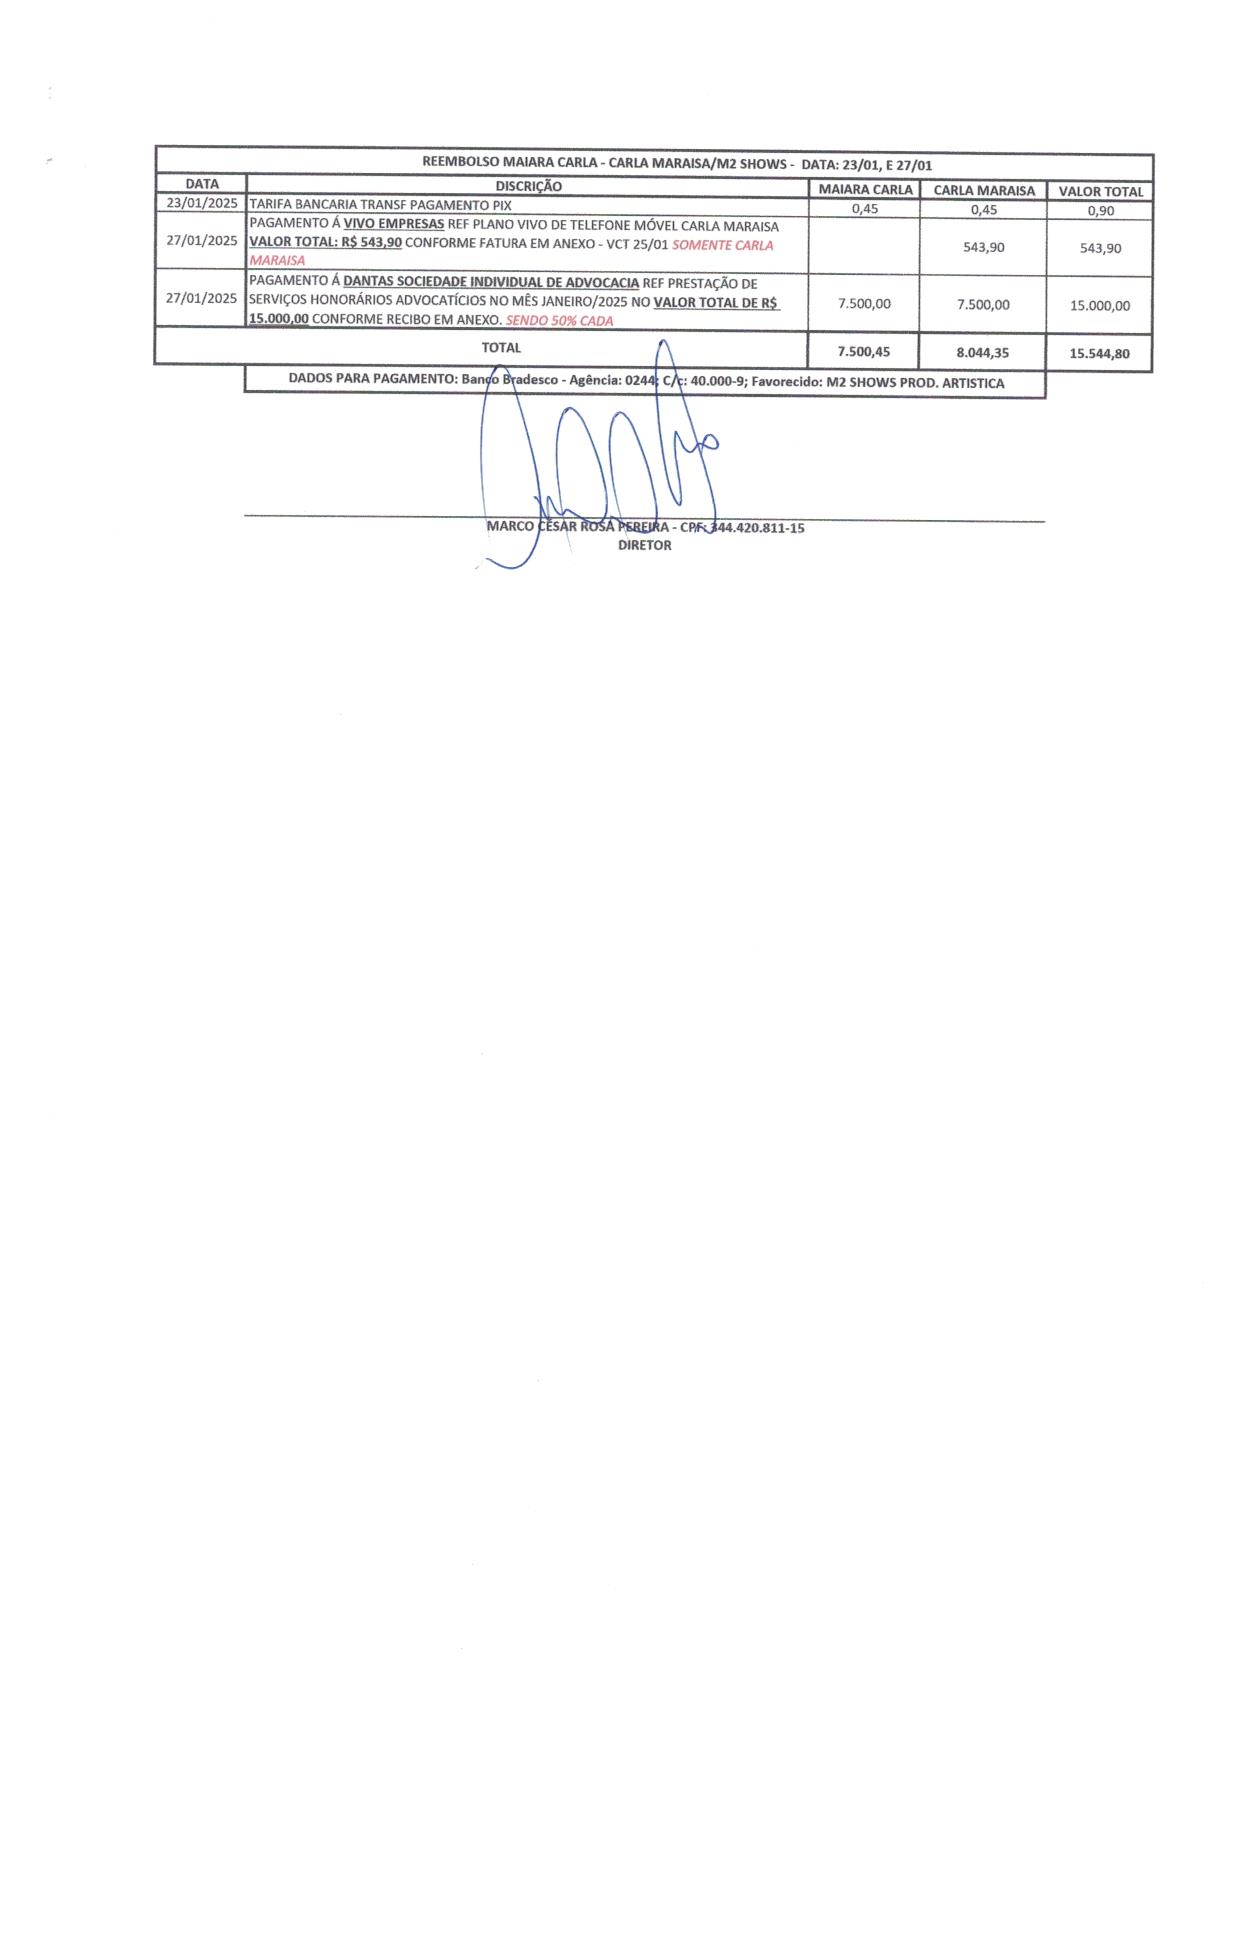 REEMBOLSO MAIARA CARLA - CARLA MARAISA/M2 SHOWS - DATA: 23/01, E 27/01
DATA DISCRIÇÃO MAIARA CARLA CARLA MARAISA VALOR TOTAL
23/01/2025 TARIFA BANCARIA TRANSF PAGAMENTO PIX 0,45 0,45 0,90
PAGAMENTO Á VIVO EMPRESAS REF PLANO VIVO DE TELEFONE MÓVEL CARLA MARAISA
27/01/2025 VALOR TOTAL: R$ 543,90 CONFORME FATURA EM ANEXO - VCT 25/01 SOMENTE CARLA 543,90 543,90
MARAISA
PAGAMENTO Á DANTAS SOCIEDADE INDIVIDUAL DE ADVOCACIA REF PRESTAÇÃO DE
27/01/2025 SERVIÇOS HONORÁRIOS ADVOCATÍCIOS NO MÊS JANEIRO/2025 NO VALOR TOTAL DE R$ 7.500,00 7.500,00 15.000,00
15.000,00 CONFORME RECIBO EM ANEXO. SENDO 50% CADA
TOTAL 7.500,45 8.044,35 15.544,80
DADOS PARA PAGAMENTO: Banco Bradesco - Agência: 0244; C/c: 40.000-9; Favorecido: M2 SHOWS PROD. ARTISTICA
MARCO CÉSAR ROSA PEREIRA - CPF: 344.420.811-15
DIRETOR